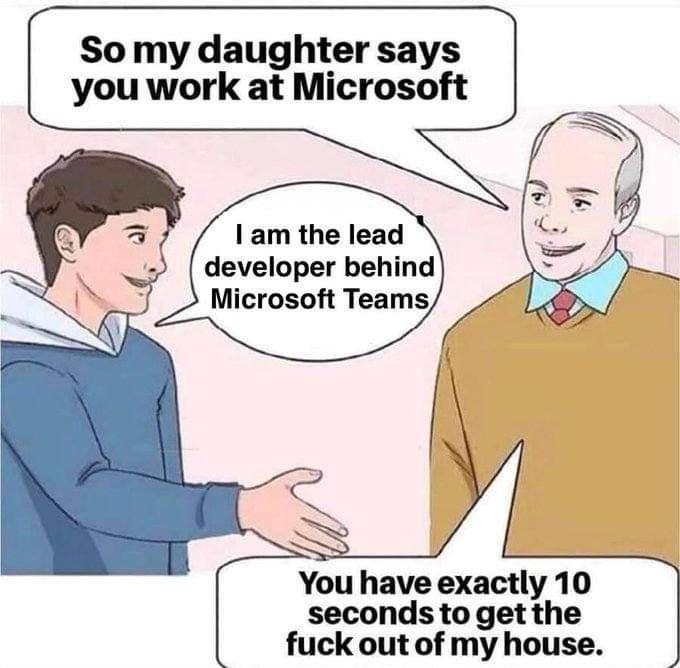 So my daughter says
you work at Microsoft
I am the lead
developer behind
Microsoft Teams
You have exactly 10
seconds to get the
fuck out of my house.